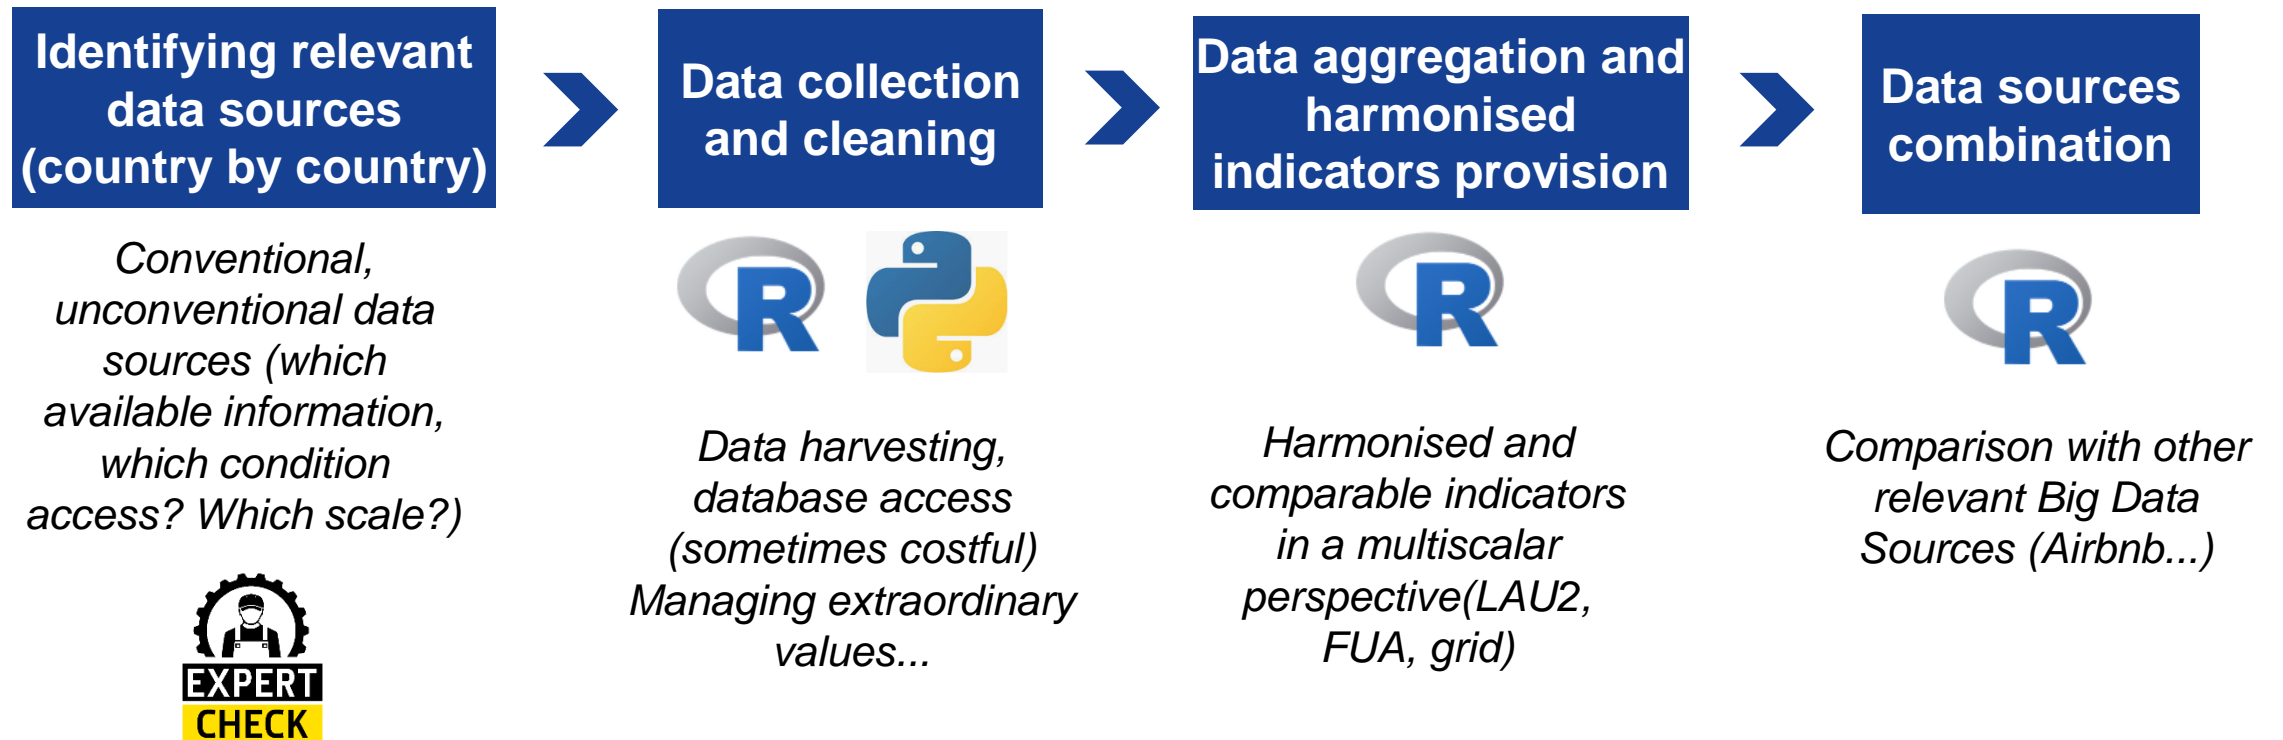 Identifying relevant
data sources
(country by country)
Conventional,
unconventional data
sources (which
available information,
which condition
access? Which scale?)
EXPERT
CHECK
Data collection
and cleaning
R
Data harvesting,
database access
(sometimes costful)
Managing extraordinary
values...
Data aggregation and
harmonised
indicators provision
R
Harmonised and
comparable indicators
in a multiscalar
perspective(LAU2,
FUA, grid)
Data sources
combination
R
Comparison with other
relevant Big Data
Sources (Airbnb...)